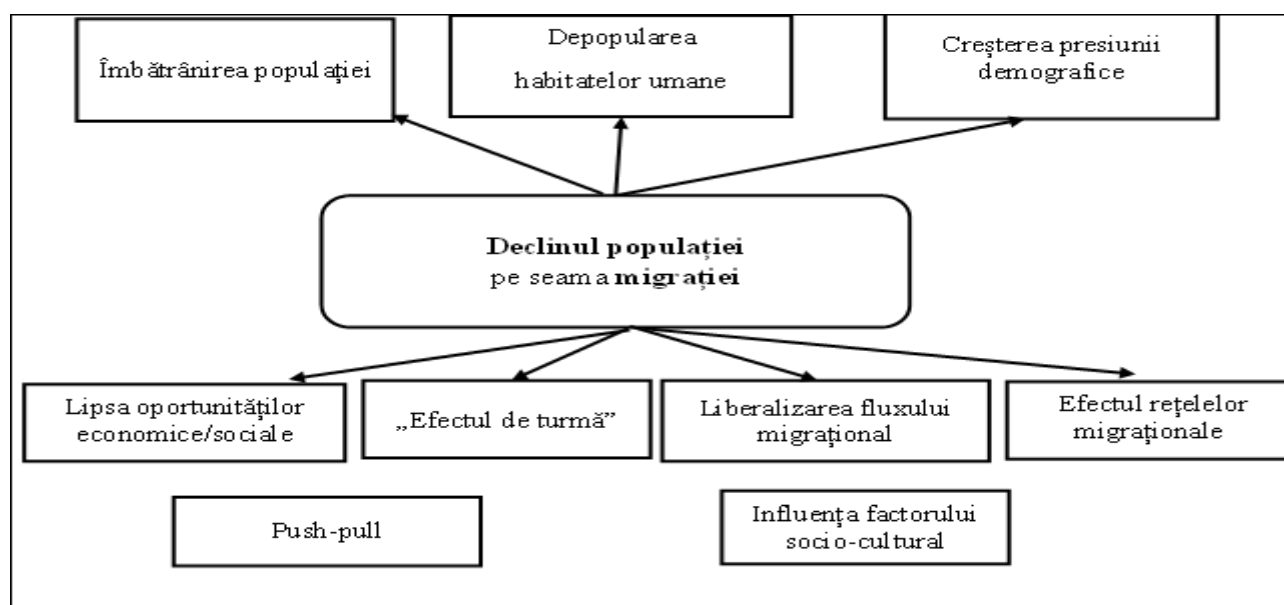 Îmbătrânirea populației
Depopularea
habitatelor umane
Creșterea presiunii
demografice
Declinul populației
pe seama migrației
Lipsa oportunităților
economice/sociale
„Efectul de turmă”
Liberalizarea fluxului
migrațional
Efectul rețelelor
migraționale
Push-pull
Influența factorului
socio-cultural